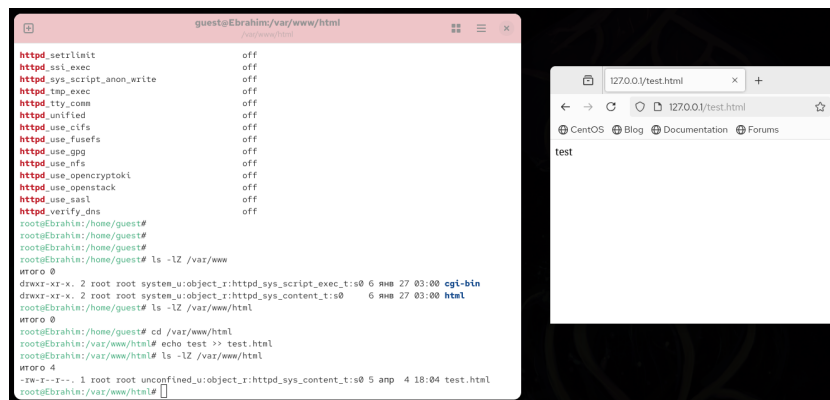 guest@Ebrahim:/var/www/html
/var/www/html
httpd_setrlimit off
httpd_ssi_exec off
httpd_sys_script_anon_write off
httpd_tmp_exec off
httpd_tty_comm off
httpd_unified off
httpd_use_cifs off
httpd_use_fusefs off
httpd_use_gpg off
httpd_use_nfs off
httpd_use_opencryptoki off
httpd_use_openstack off
httpd_use_sasl off
httpd_verify_dns off
root@Ebrahim:/home/guest#
root@Ebrahim:/home/guest#
root@Ebrahim:/home/guest#
root@Ebrahim:/home/guest# ls -lZ /var/www
итого 0
drwxr-xr-x. 2 root root system_u:object_r:httpd_sys_script_exec_t:s0 6 янв 27 03:00 cgi-bin
drwxr-xr-x. 2 root root system_u:object_r:httpd_sys_content_t:s0 6 янв 27 03:00 html
root@Ebrahim:/home/guest# ls -lZ /var/www/html
итого 0
root@Ebrahim:/home/guest# cd /var/www/html
root@Ebrahim:/var/www/html# echo test >> test.html
root@Ebrahim:/var/www/html# ls -lZ /var/www/html
итого 4
-rw-r--r--. 1 root root unconfined_u:object_r:httpd_sys_content_t:s0 5 апр 4 18:04 test.html
root@Ebrahim:/var/www/html#
127.0.0.1/test.html
127.0.0.1/test.html
CentOS Blog Documentation Forums
test